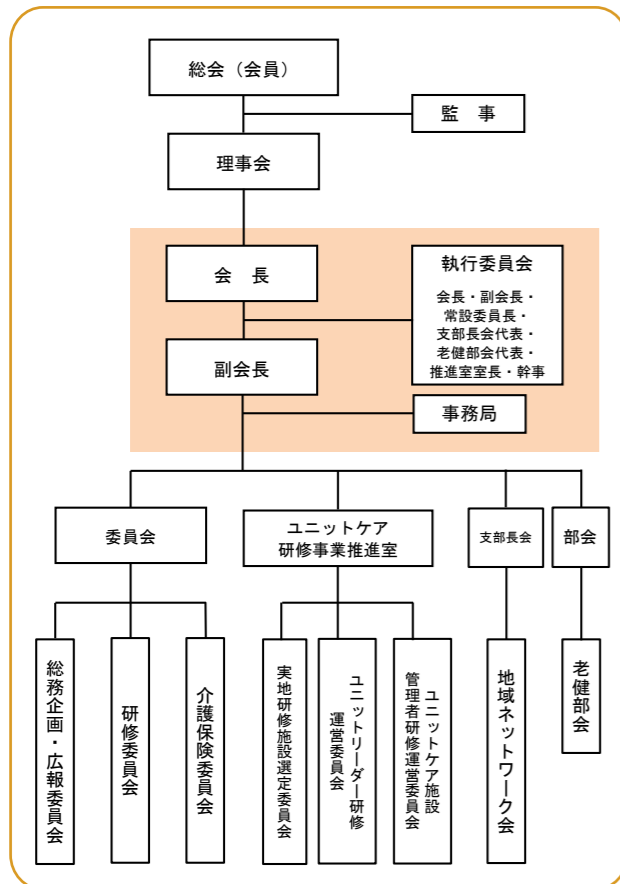 総会（会員）
監　事
理事会
会　長
執行委員会
会長・副会長・
常設委員長・
支部長会代表・
老健部会代表・
推進室室長・幹事
副会長
事務局
委員会
ユニットケア
研修事業推進室
支部長会
部会
総務企画・広報委員会
研修委員会
介護保険委員会
実地研修施設選定委員会
ユニットリーダー研修
運営委員会
ユニットケア施設
管理者研修運営委員会
地域ネットワーク会
老健部会